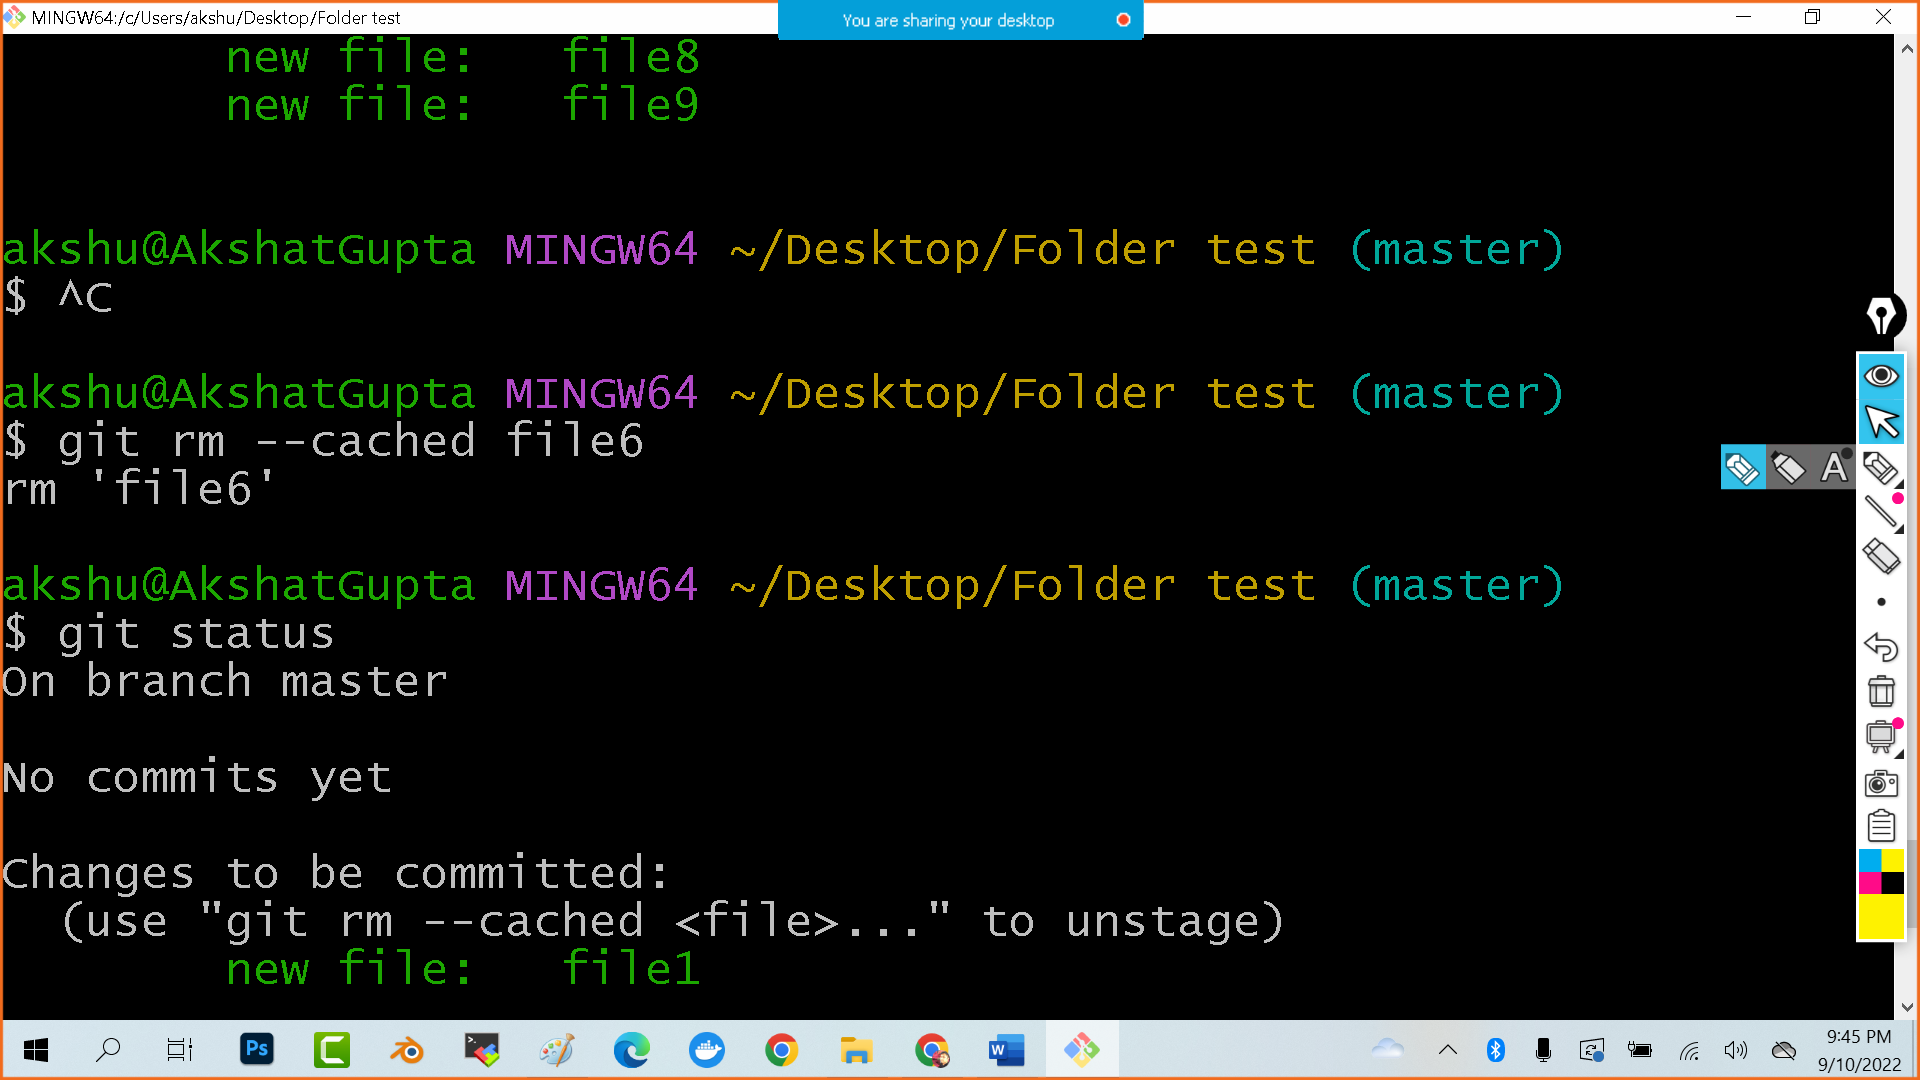 MINGW64:/c/Users/akshu/Desktop/Folder test
You are sharing your desktop
new file: file8
new file: file9
akshu@AkshatGupta MINGW64 ~/Desktop/Folder test (master)
$ ^C
akshu@AkshatGupta MINGW64 ~/Desktop/Folder test (master)
$ git rm --cached file6
rm 'file6'
akshu@AkshatGupta MINGW64 ~/Desktop/Folder test (master)
$ git status
On branch master
No commits yet
Changes to be committed:
(use "git rm --cached <file>..." to unstage)
new file: file1
A
Ps
C
W
9:45 PM
9/10/2022